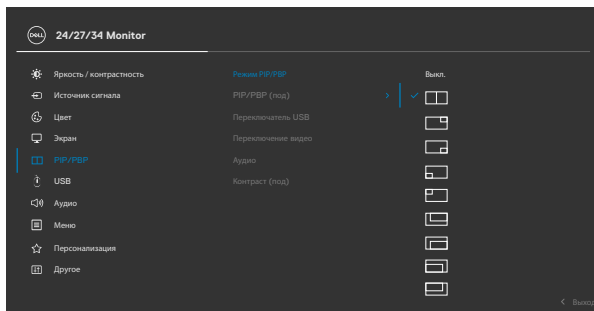 DELL
24/27/34 Monitor
Яркость / контрастность
Источник сигнала
Цвет
Экран
PIP/PBP
USB
Аудио
Меню
Персонализация
Другое
Режим PIP/PBP
PIP/PBP (под)
Переключатель USB
Переключение видео
Аудио
Контраст (под)
Выкл.
Выход